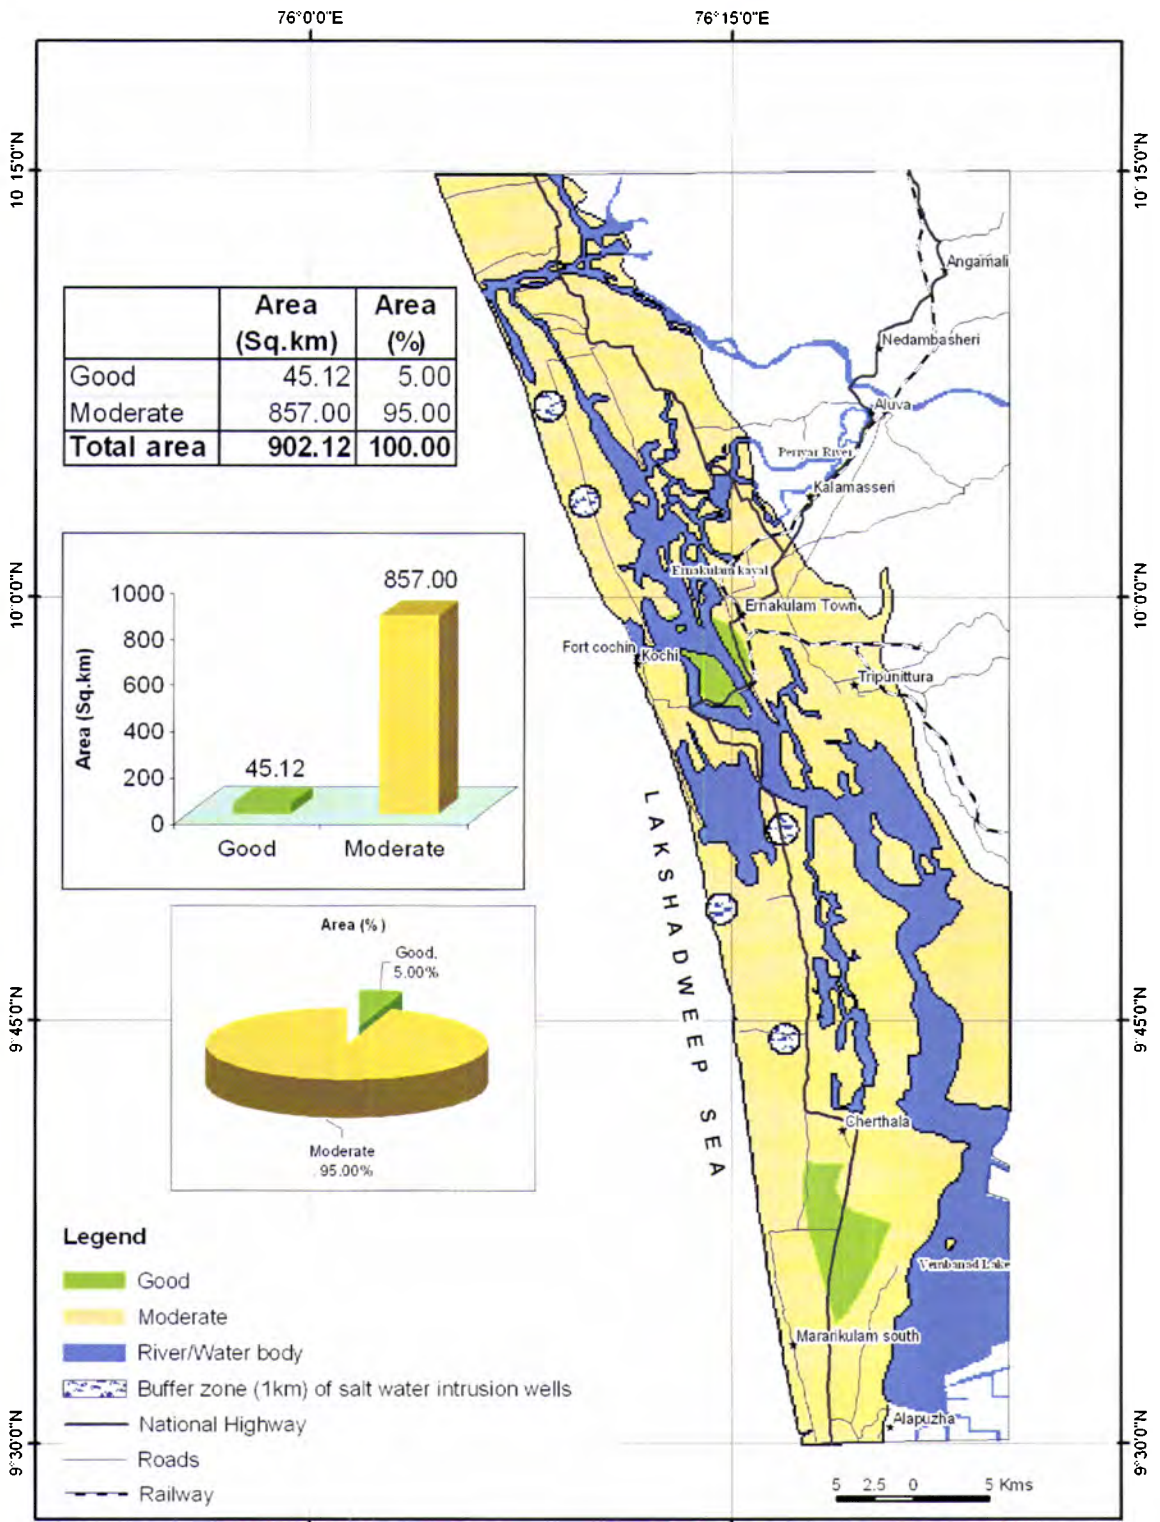 76°0'0"E 76°15'0"E
10°15'0"N 10°15'0"N
Angamali
Area (Sq.km) Area (%)
Good 45.12 5.00
Moderate 857.00 95.00
Total area 902.12 100.00
Nedambasheri
Aluva
Periyar River
Kalamasseri
Ernakulam kayal
10°0'0"N 10°0'0"N
Ernakulam Town
Fort cochin
Kochi
Tripunittura
Area (Sq.km)
1000
800
600
400
200
0
857.00
45.12
Good Moderate
LAKSHADWEEP SEA
Area (%)
Good,
5.00%
Moderate
95.00%
9°45'0"N 9°45'0"N
Cherthala
Vembanad Lake
Mararikulam south
Alapuzha
9°30'0"N 9°30'0"N
Legend
Good
Moderate
River/Water body
Buffer zone (1km) of salt water intrusion wells
National Highway
Roads
Railway
5 2.5 0 5 Kms